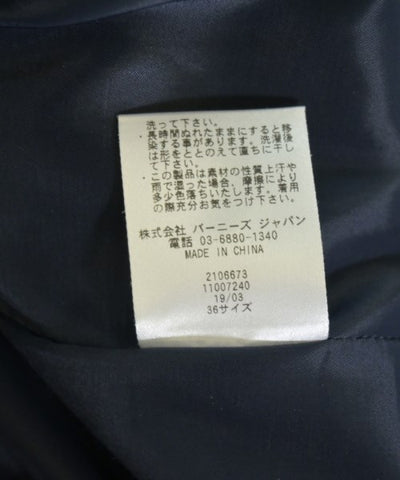 洗って下さい。
・長時間ぬれたままにすると移
染する事があります。洗濯後
は形をととのえて直ちに干し
て下さい。
・この製品は素材の性質上汗や
雨で湿った場合、摩擦により
多少色落ちいたします。着用
の際充分お気をつけ下さい。
株式会社 バーニーズ ジャパン
電話 03-6880-1340
MADE IN CHINA
2106673
11007240
19/03
36サイズ